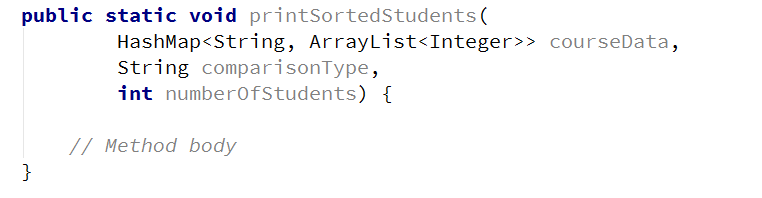 public static void printSortedStudents(
HashMap<String, ArrayList<Integer>> courseData,
String comparisonType,
int numberOfStudents) {
// Method body
}